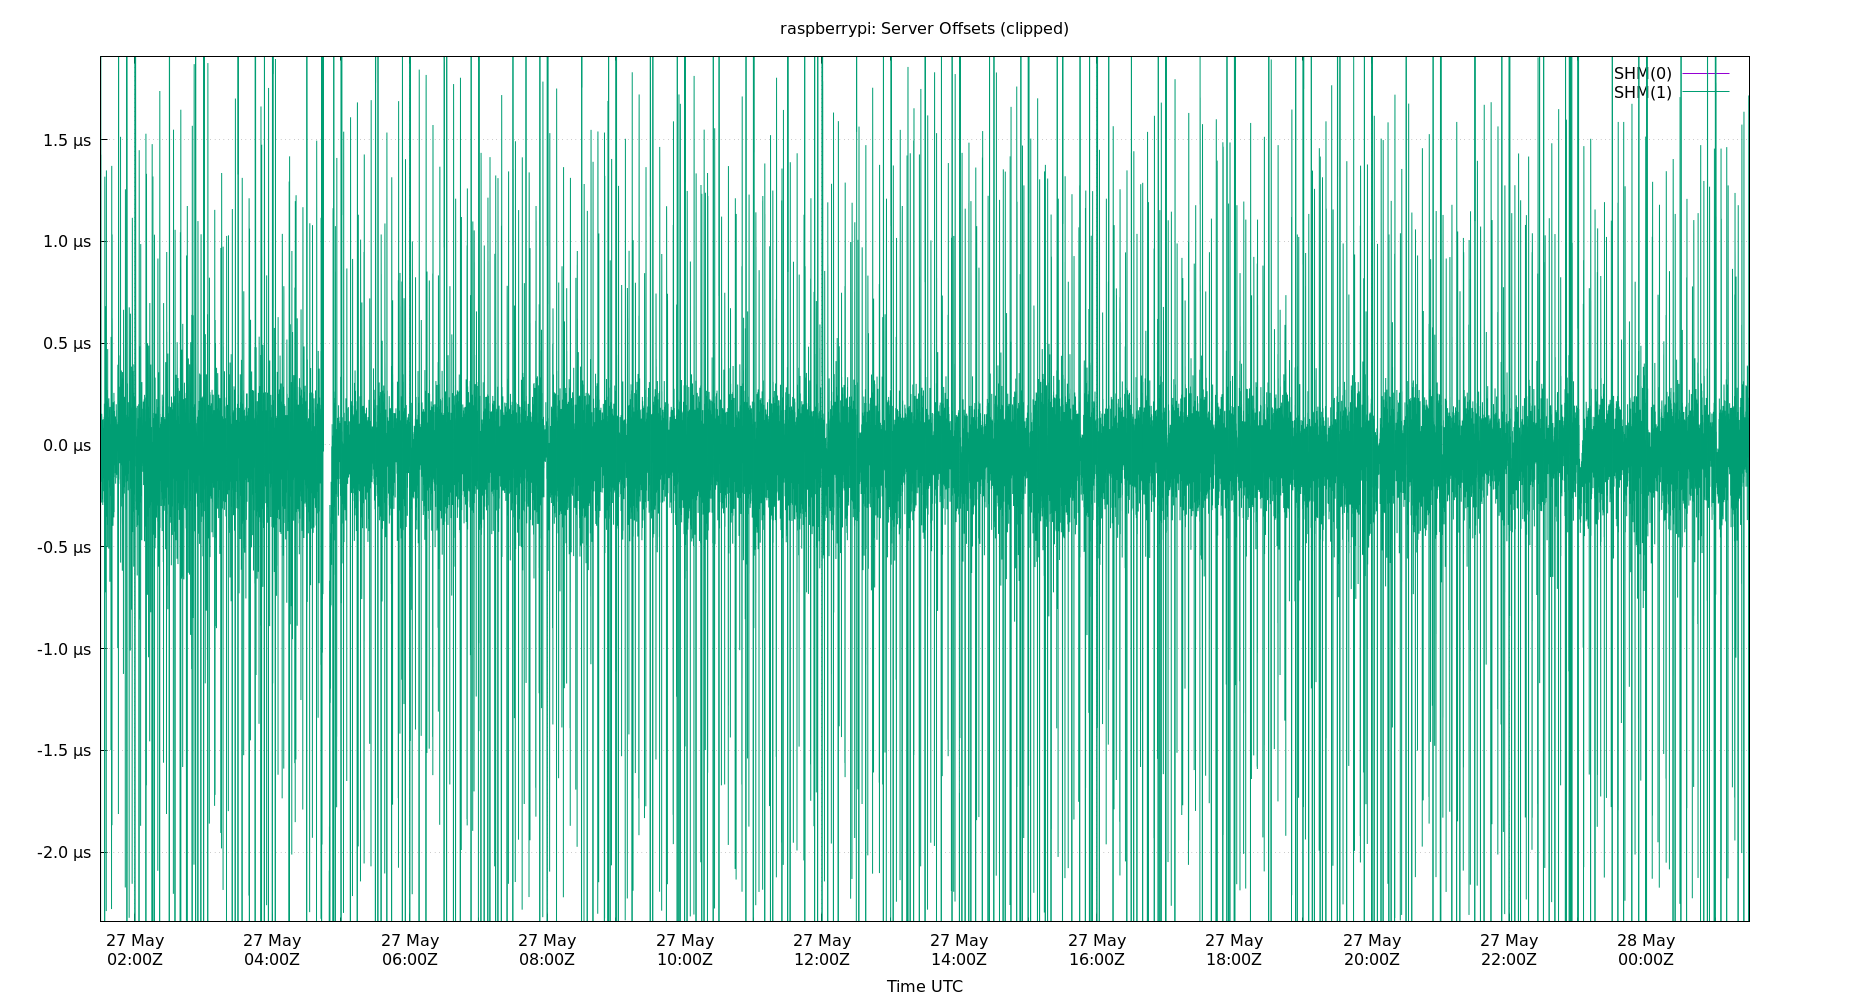 raspberrypi: Server Offsets (clipped)
SHM(0)
SHM(1)
1.5 µs
1.0 µs
0.5 µs
0.0 µs
-0.5 µs
-1.0 µs
-1.5 µs
-2.0 µs
27 May 27 May 27 May 27 May 27 May 27 May 27 May 27 May 27 May 27 May 27 May 28 May
02:00Z 04:00Z 06:00Z 08:00Z 10:00Z 12:00Z 14:00Z 16:00Z 18:00Z 20:00Z 22:00Z 00:00Z
Time UTC